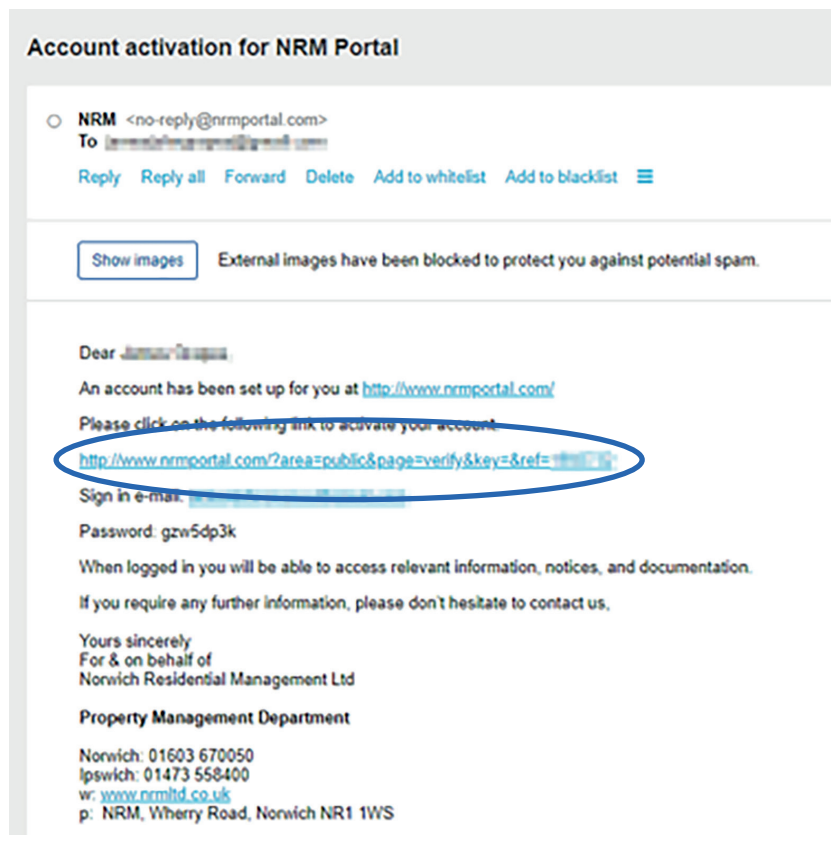 Account activation for NRM Portal
NRM <no-reply@nrmportal.com>
To
Reply Reply all Forward Delete Add to whitelist Add to blacklist
Show images External images have been blocked to protect you against potential spam.
Dear
An account has been set up for you at http://www.nrmportal.com/
Please click on the following link to activate your account.
http://www.nrmportal.com/?area=public&page=verify&key=&ref=
Sign in e-mail:
Password: gzw5dp3k
When logged in you will be able to access relevant information, notices, and documentation.
If you require any further information, please don't hesitate to contact us,
Yours sincerely
For & on behalf of
Norwich Residential Management Ltd
Property Management Department
Norwich: 01603 670050
Ipswich: 01473 558400
w: www.nrmltd.co.uk
p: NRM, Wherry Road, Norwich NR1 1WS